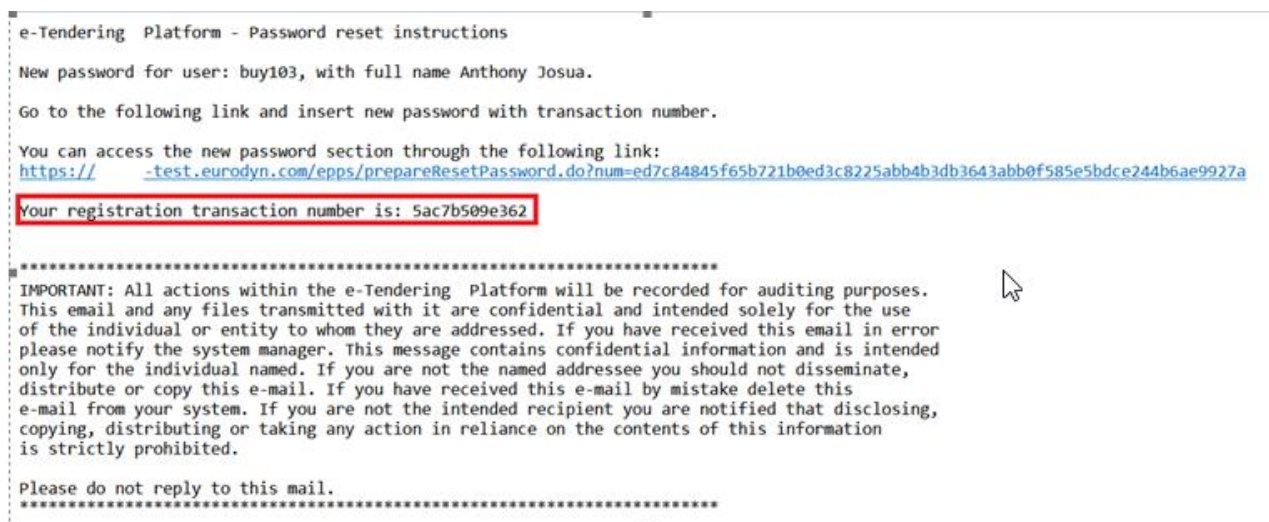 e-Tendering Platform - Password reset instructions
New password for user: buy103, with full name Anthony Josua.
Go to the following link and insert new password with transaction number.
You can access the new password section through the following link:
https:// -test.eurodyn.com/epps/prepareResetPassword.do?num=ed7c84845f65b721b0ed3c8225abb4b3db3643abb0f585e5bdce244b6ae9927a
Your registration transaction number is: 5ac7b509e362
*************************************************************************
IMPORTANT: All actions within the e-Tendering Platform will be recorded for auditing purposes.
This email and any files transmitted with it are confidential and intended solely for the use
of the individual or entity to whom they are addressed. If you have received this email in error
please notify the system manager. This message contains confidential information and is intended
only for the individual named. If you are not the named addressee you should not disseminate,
distribute or copy this e-mail. If you have received this e-mail by mistake delete this
e-mail from your system. If you are not the intended recipient you are notified that disclosing,
copying, distributing or taking any action in reliance on the contents of this information
is strictly prohibited.
Please do not reply to this mail.
*************************************************************************